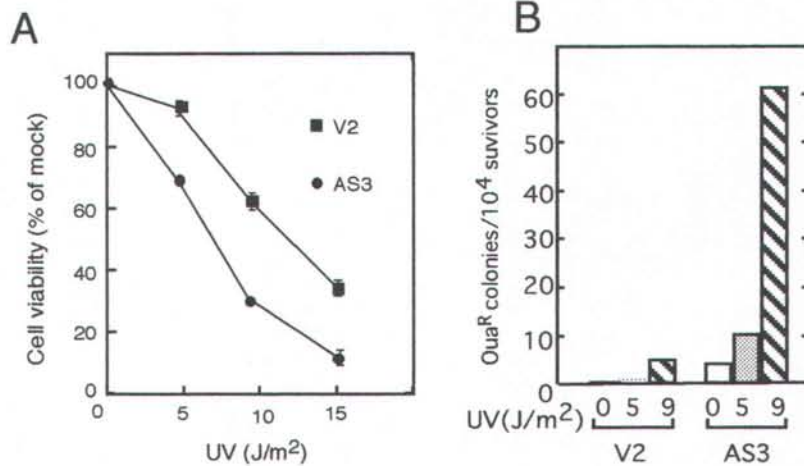 A
Cell viability (% of mock)
100
80
60
40
20
0
0
5
10
15
UV (J/m²)
V2
AS3
B
Oua^R colonies/10⁴ suvivors
60
50
40
30
20
10
0
UV(J/m²)
0 5 9
0 5 9
V2
AS3